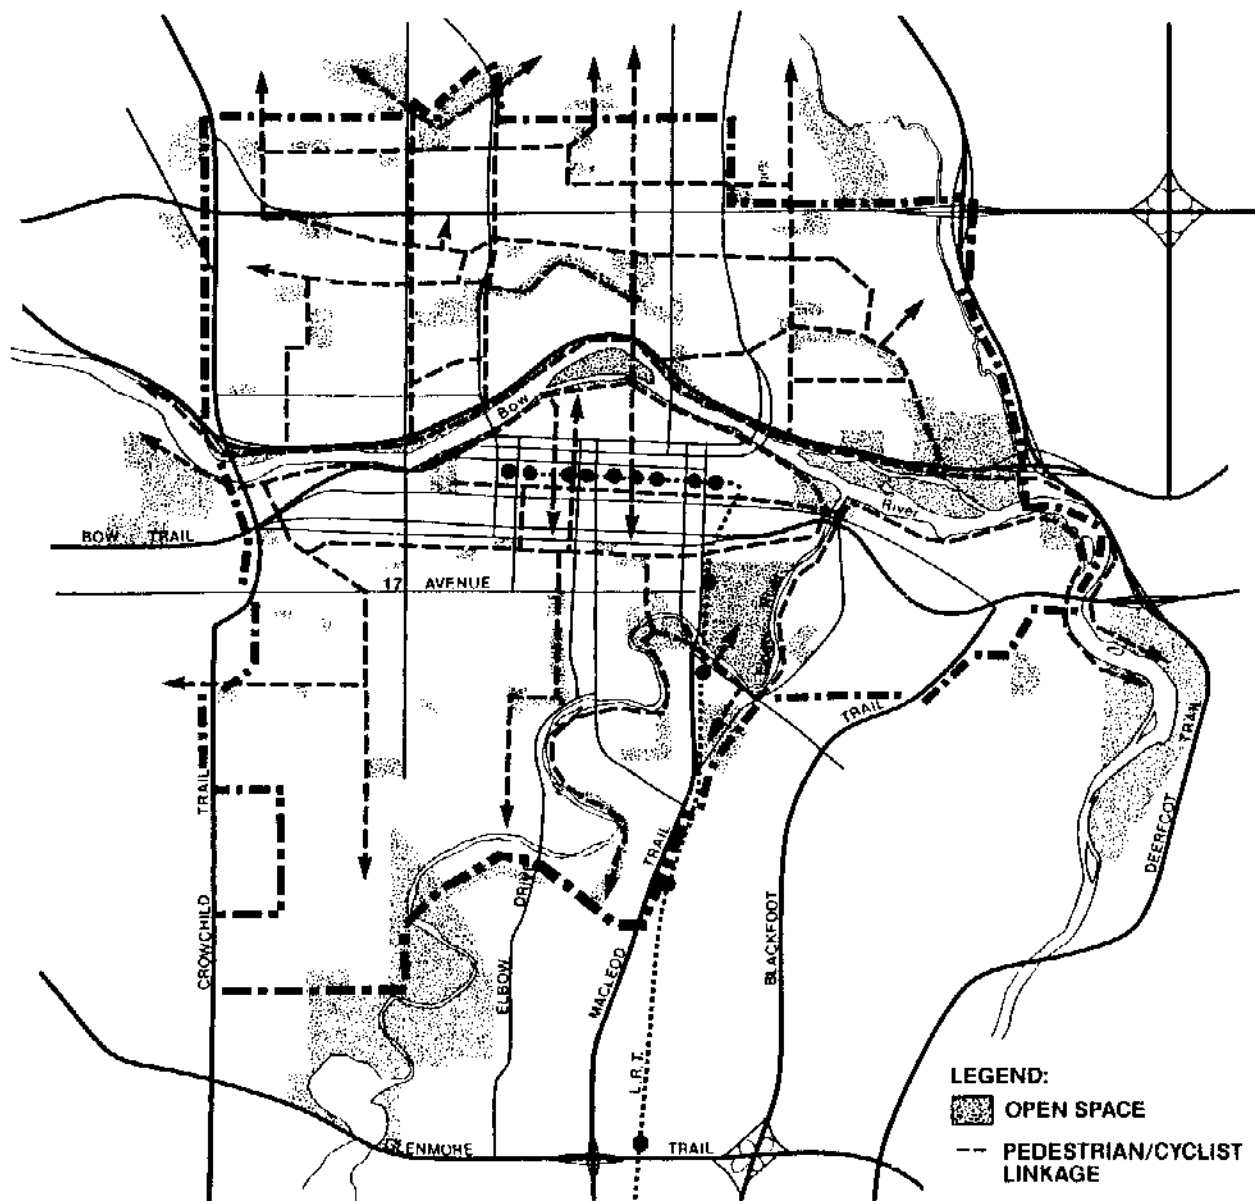 Bow
River
BOW TRAIL
17 AVENUE
TRAIL
TRAIL
DEERFOOT
TRAIL
TRAIL
CROWCHILD
ELBOW
DRIVE
MACLEOD
BLACKFOOT
L.R.T.
GLENMORE TRAIL
LEGEND:
OPEN SPACE
PEDESTRIAN/CYCLIST
LINKAGE